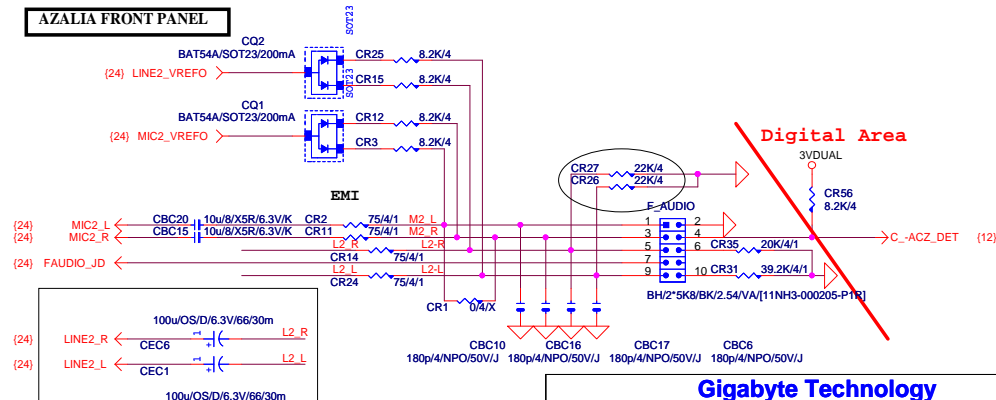 AZALIA FRONT PANEL
SOT23
CQ2
BAT54A/SOT23/200mA
CR25 8.2K/4
{24} LINE2_VREFO
CR15 8.2K/4
SOT23
CQ1
BAT54A/SOT23/200mA
CR12 8.2K/4
{24} MIC2_VREFO
CR3 8.2K/4
Digital Area
3VDUAL
CR27 22K/4
CR26 22K/4
CR56
8.2K/4
EMI
F_AUDIO
{24} MIC2_L CBC20 10u/8/X5R/6.3V/K CR2 75/4/1 M2_L 1 2
{24} MIC2_R CBC15 10u/8/X5R/6.3V/K CR11 75/4/1 M2_R 3 4 C_-ACZ_DET {12}
L2_R L2-R 5 6 CR35 20K/4/1
{24} FAUDIO_JD CR14 75/4/1 7
L2_L L2-L 9 10 CR31 39.2K/4/1
CR24 75/4/1
BH/2*5K8/BK/2.54/VA/[11NH3-000205-P1R]
CR1 0/4/X
100u/OS/D/6.3V/66/30m
{24} LINE2_R 1 L2_R
CEC6 +
CBC10 CBC16 CBC17 CBC6
180p/4/NPO/50V/J 180p/4/NPO/50V/J 180p/4/NPO/50V/J 180p/4/NPO/50V/J
{24} LINE2_L 1 L2_L
CEC1 +
100u/OS/D/6.3V/66/30m
Gigabyte Technology